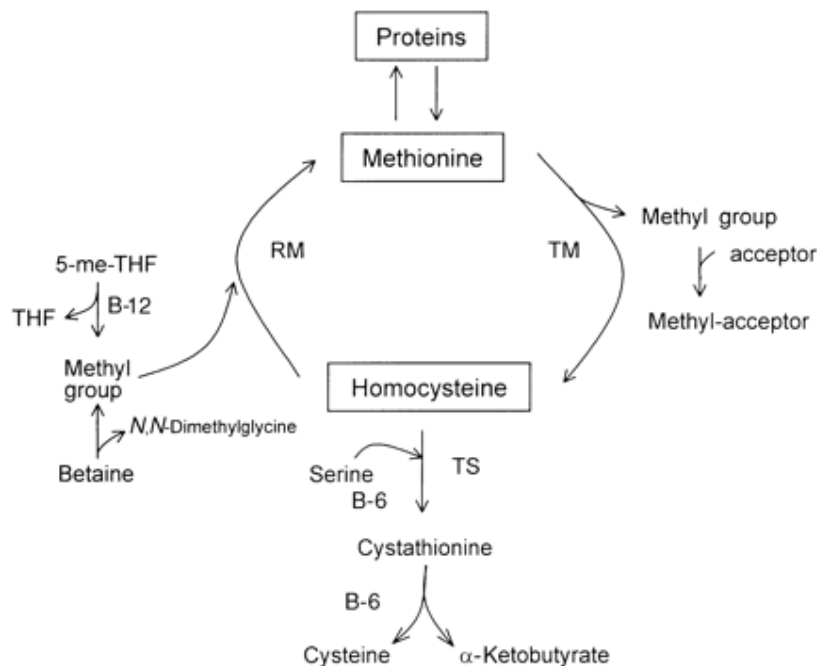 Proteins
Methionine
Methyl group
acceptor
Methyl-acceptor
RM
TM
5-me-THF
THF
B-12
Methyl
group
N,N-Dimethylglycine
Betaine
Homocysteine
Serine
B-6
TS
Cystathionine
B-6
Cysteine
α-Ketobutyrate